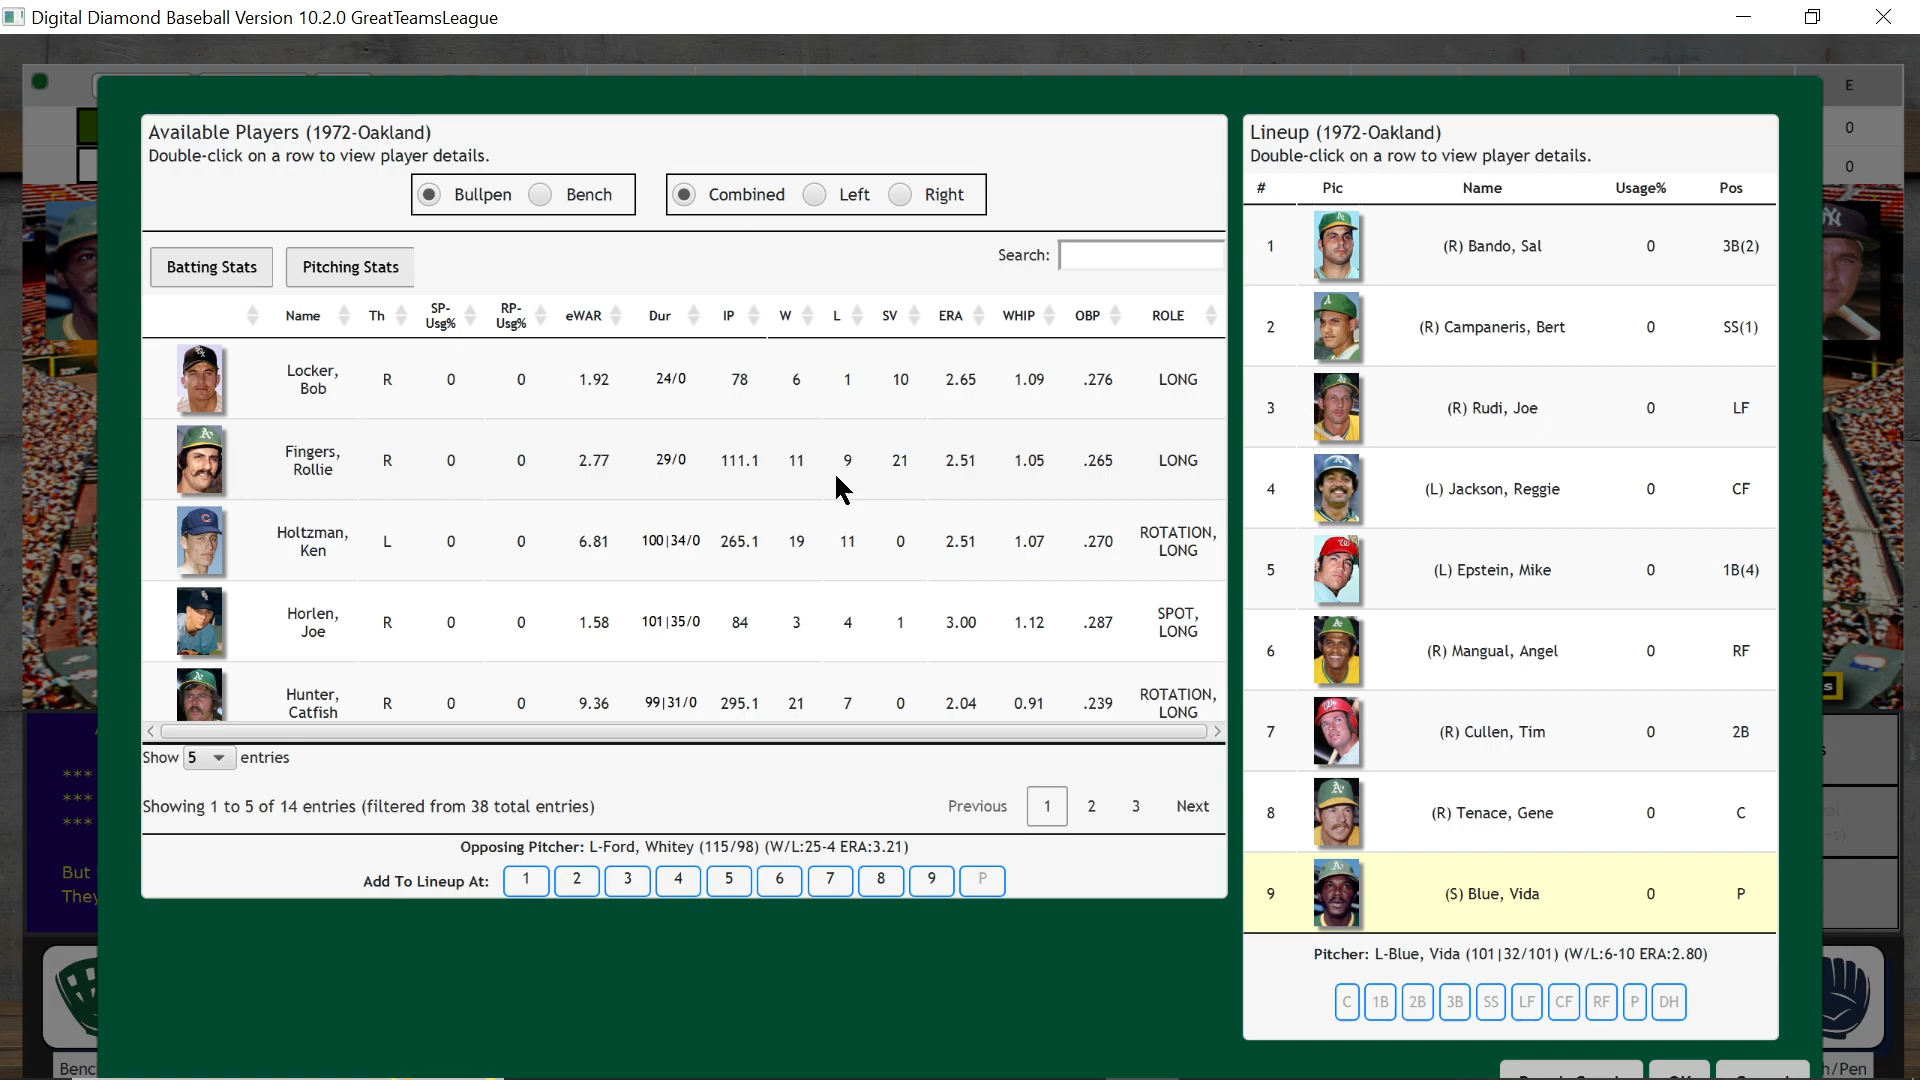 Digital Diamond Baseball Version 10.2.0 GreatTeamsLeague
E
0
0
Available Players (1972-Oakland)
Double-click on a row to view player details.
Bullpen Bench Combined Left Right
Batting Stats Pitching Stats Search:
Name Th SP-Usg% RP-Usg% eWAR Dur IP W L SV ERA WHIP OBP ROLE
Locker, Bob R 0 0 1.92 24/0 78 6 1 10 2.65 1.09 .276 LONG
Fingers, Rollie R 0 0 2.77 29/0 111.1 11 9 21 2.51 1.05 .265 LONG
Holtzman, Ken L 0 0 6.81 100|34/0 265.1 19 11 0 2.51 1.07 .270 ROTATION, LONG
Horlen, Joe R 0 0 1.58 101|35/0 84 3 4 1 3.00 1.12 .287 SPOT, LONG
Hunter, Catfish R 0 0 9.36 99|31/0 295.1 21 7 0 2.04 0.91 .239 ROTATION, LONG
Show 5 entries
Showing 1 to 5 of 14 entries (filtered from 38 total entries) Previous 1 2 3 Next
Opposing Pitcher: L-Ford, Whitey (115/98) (W/L:25-4 ERA:3.21)
Add To Lineup At: 1 2 3 4 5 6 7 8 9 P
Lineup (1972-Oakland)
Double-click on a row to view player details.
# Pic Name Usage% Pos
1 (R) Bando, Sal 0 3B(2)
2 (R) Campaneris, Bert 0 SS(1)
3 (R) Rudi, Joe 0 LF
4 (L) Jackson, Reggie 0 CF
5 (L) Epstein, Mike 0 1B(4)
6 (R) Mangual, Angel 0 RF
7 (R) Cullen, Tim 0 2B
8 (R) Tenace, Gene 0 C
9 (S) Blue, Vida 0 P
Pitcher: L-Blue, Vida (101|32/101) (W/L:6-10 ERA:2.80)
C 1B 2B 3B SS LF CF RF P DH
***
***
***
But
They
Benc
h/Pen
OK